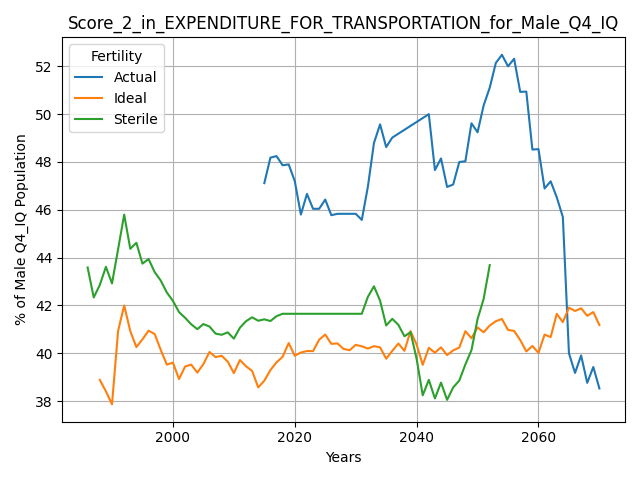 Score_2_in_EXPENDITURE_FOR_TRANSPORTATION_for_Male_Q4_IQ
Fertility
Actual
Ideal
Sterile
% of Male Q4_IQ Population
52
50
48
46
44
42
40
38
2000
2020
2040
2060
Years